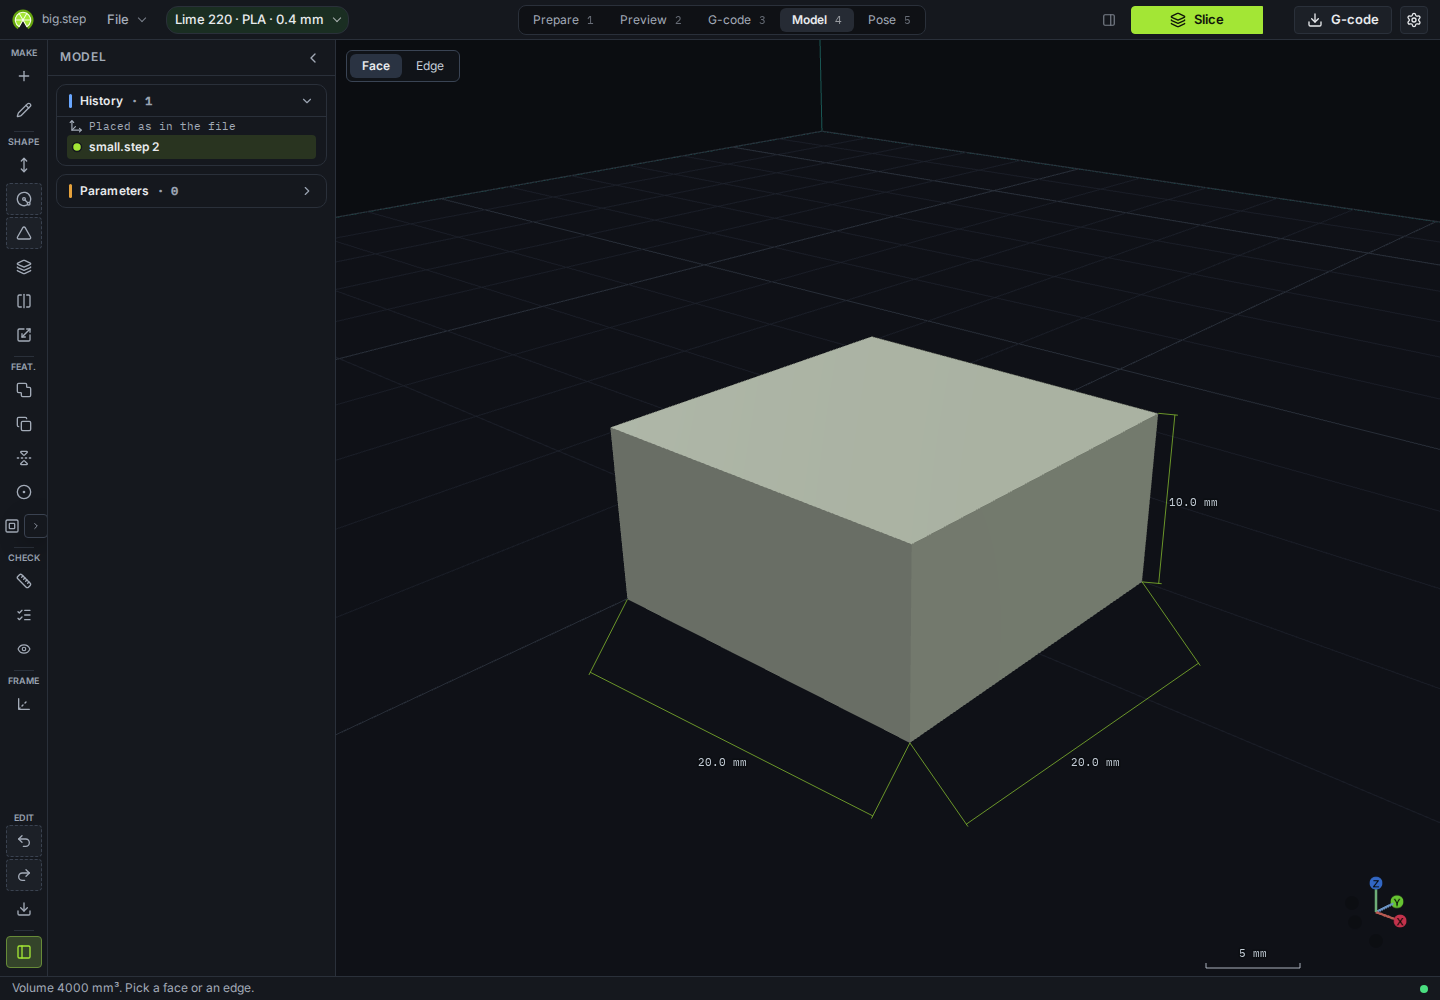 big.step File Lime 220 · PLA · 0.4 mm Prepare 1 Preview 2 G-code 3 Model 4 Pose 5 Slice G-code
MAKE
MODEL
Face Edge
History · 1
Placed as in the file
small.step 2
SHAPE
Parameters · 0
FEAT.
CHECK
FRAME
10.0 mm
20.0 mm
20.0 mm
EDIT
Z
Y
X
5 mm
Volume 4000 mm³. Pick a face or an edge.